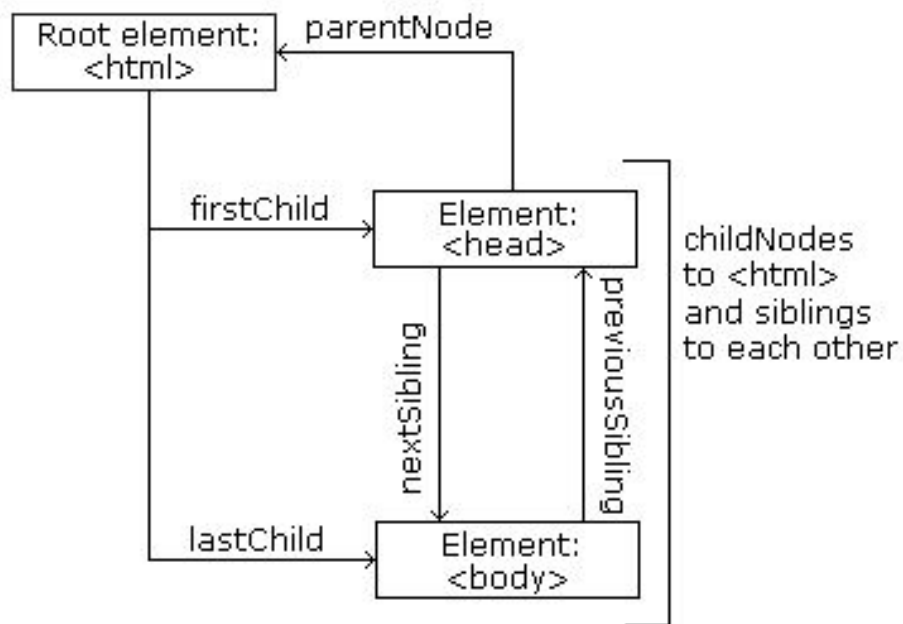 Root element:
<html>
parentNode
firstChild
Element:
<head>
childNodes
to <html>
and siblings
to each other
nextSibling
previousSibling
lastChild
Element:
<body>